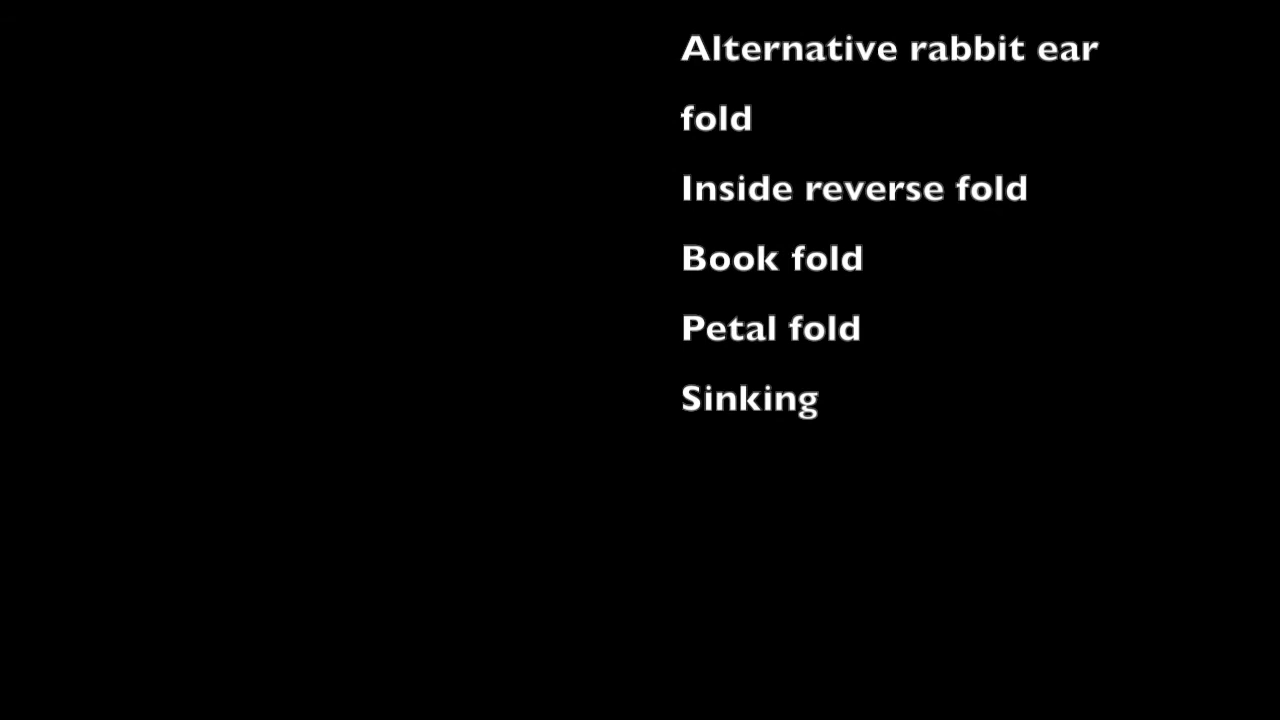 Alternative rabbit ear
fold
Inside reverse fold
Book fold
Petal fold
Sinking